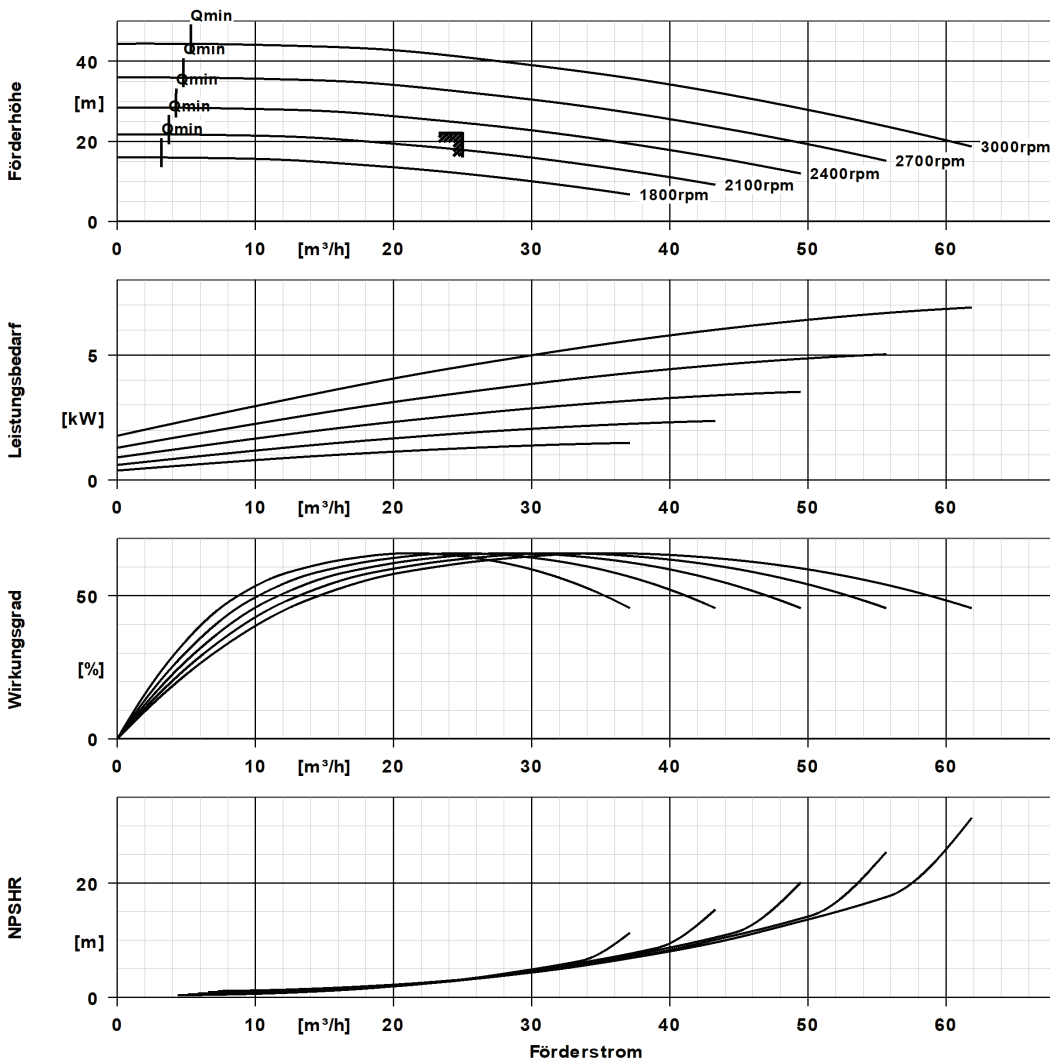 Qmin
Qmin
Qmin
Qmin
Qmin
Förderhöhe
40
[m]
20
0
3000rpm
2700rpm
2400rpm
2100rpm
1800rpm
0 10 [m³/h] 20 30 40 50 60
Leistungsbedarf
5
[kW]
0
0 10 [m³/h] 20 30 40 50 60
Wirkungsgrad
50
[%]
0
0 10 [m³/h] 20 30 40 50 60
NPSHR
20
[m]
0
0 10 [m³/h] 20 30 40 50 60
Förderstrom